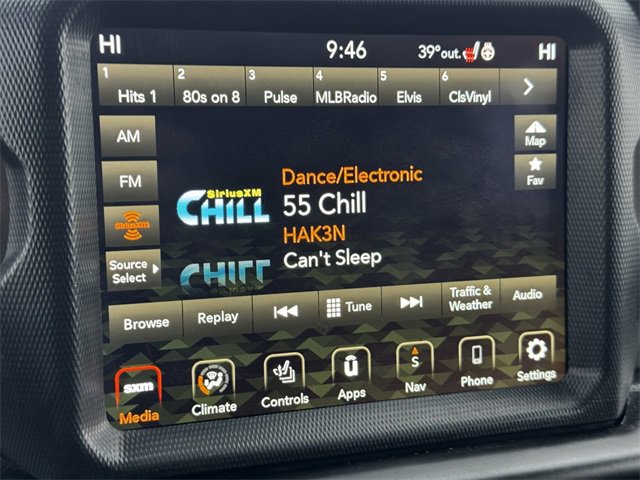 HI 9:46 39°out. HI
1 Hits 1 2 80s on 8 3 Pulse 4 MLBRadio 5 Elvis 6 ClsVinyl
AM
Map
FM
Fav
Dance/Electronic
SiriusXM
CHILL
55 Chill
SiriusXM
HAK3N
Can't Sleep
Source
Select
CHILL
Browse Replay Tune Traffic &
Weather Audio
sxm
S
Media Climate Controls Apps Nav Phone Settings